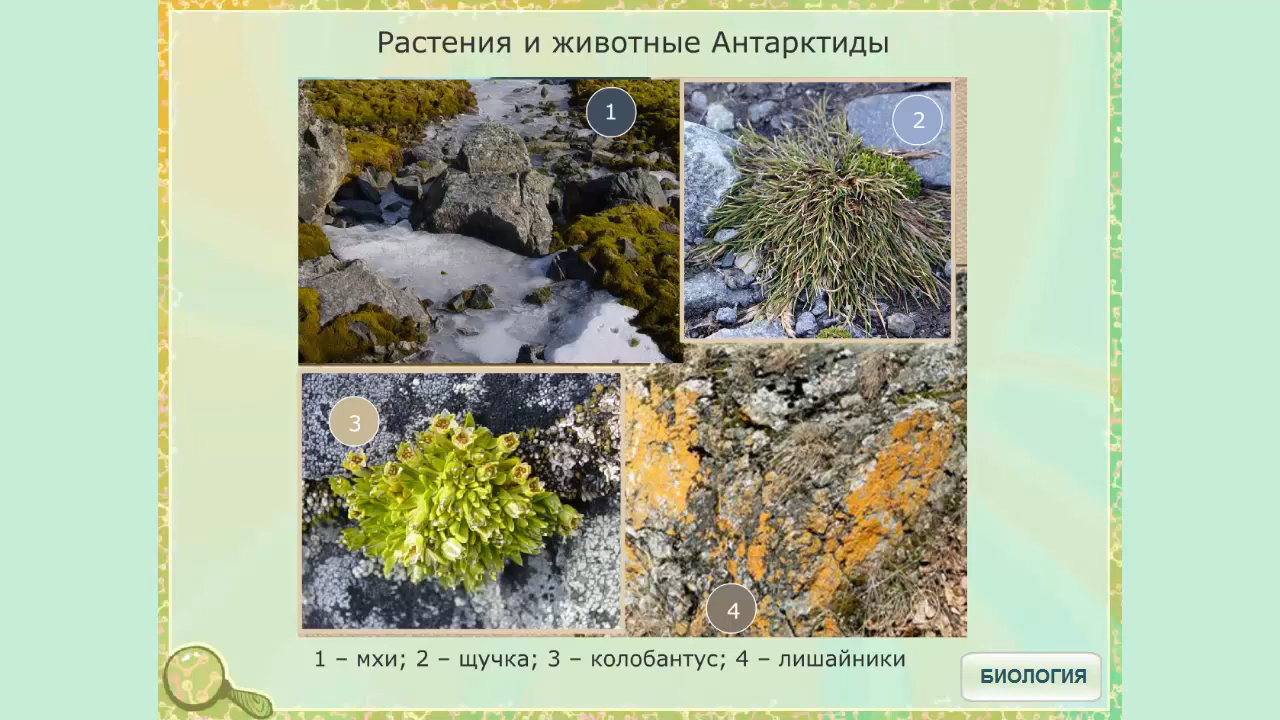 Растения и животные Антарктиды
1
2
3
4
1 – мхи; 2 – щучка; 3 – колобантус; 4 – лишайники
БИОЛОГИЯ